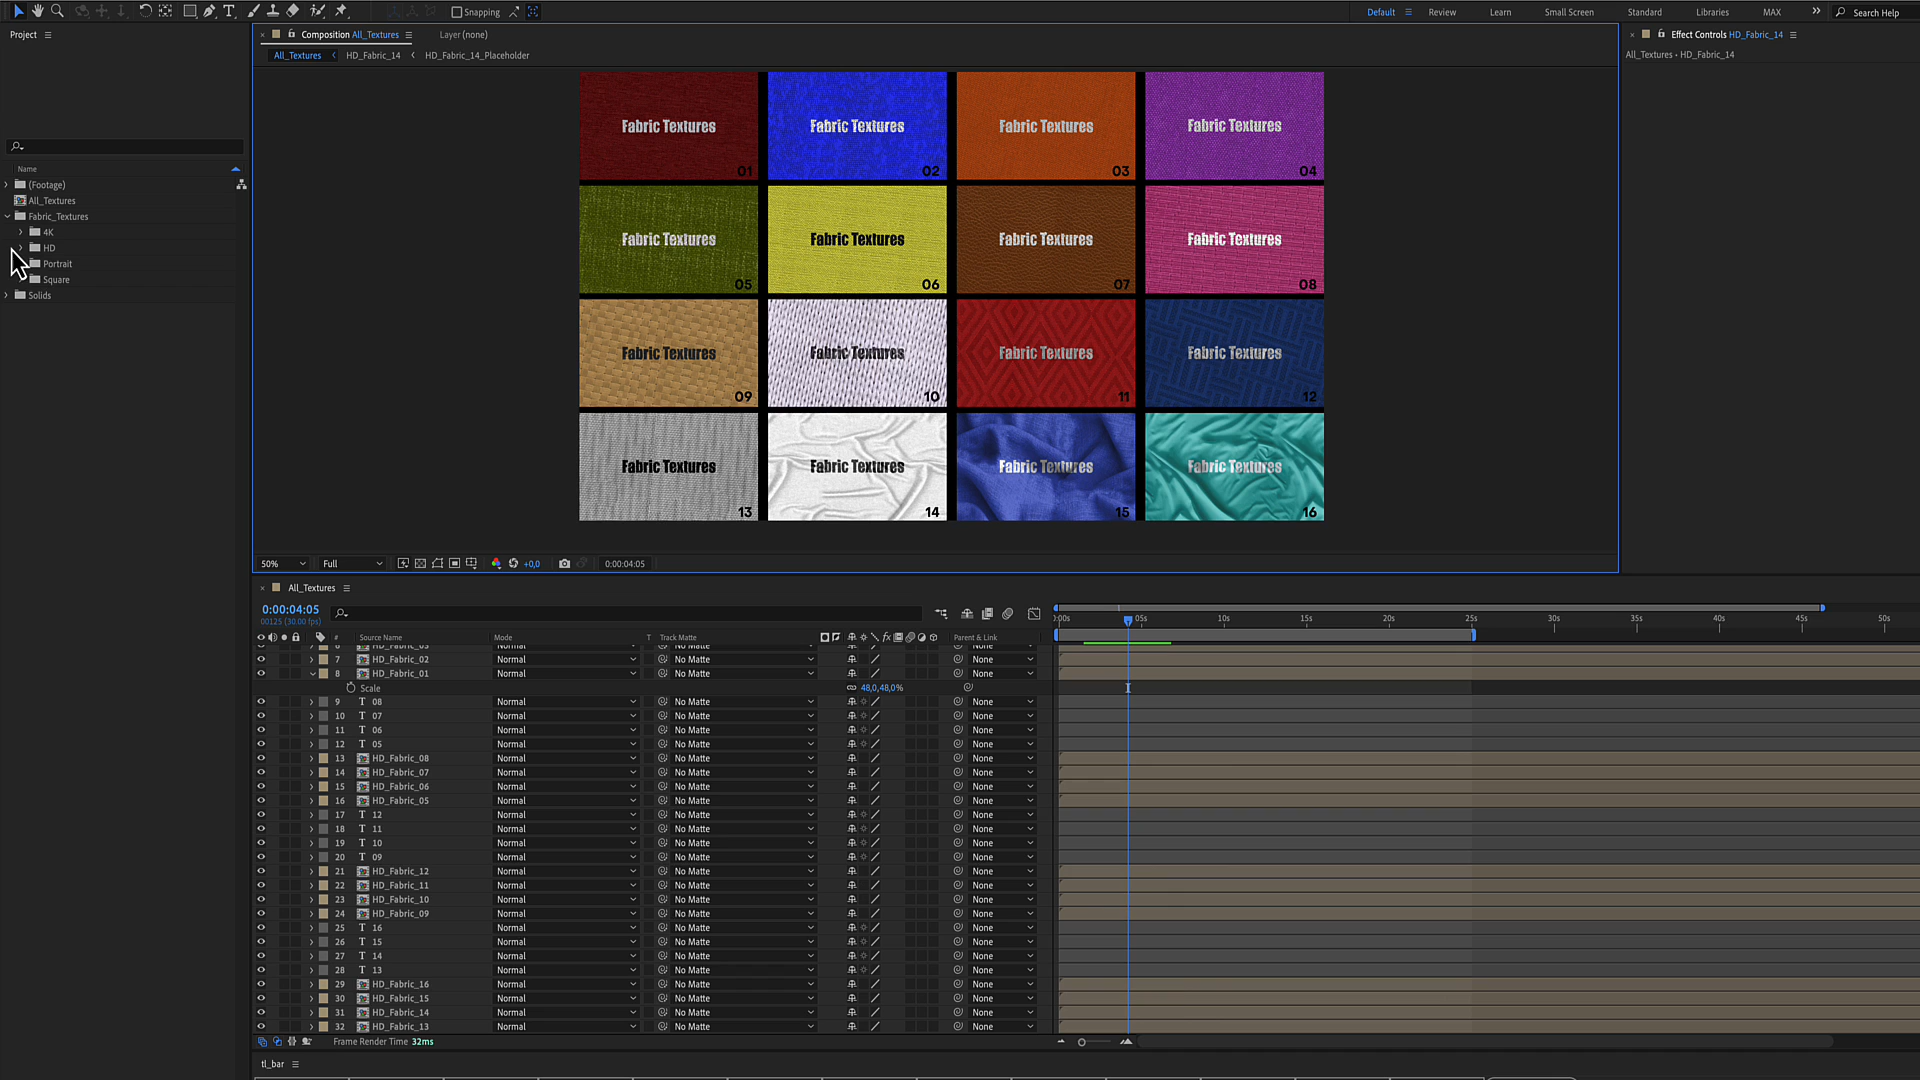 Snapping
Default
Review
Learn
Small Screen
Standard
Libraries
MAX
Search Help
Project
Composition All_Textures
Layer (none)
Effect Controls HD_Fabric_14
All_Textures
HD_Fabric_14
HD_Fabric_14_Placeholder
All_Textures • HD_Fabric_14
Name
(Footage)
All_Textures
Fabric_Textures
4K
HD
Portrait
Square
Solids
Fabric Textures
01
Fabric Textures
02
Fabric Textures
03
Fabric Textures
04
Fabric Textures
05
Fabric Textures
06
Fabric Textures
07
Fabric Textures
08
Fabric Textures
09
Fabric Textures
10
Fabric Textures
11
Fabric Textures
12
Fabric Textures
13
Fabric Textures
14
Fabric Textures
15
Fabric Textures
16
50%
Full
+0,0
0:00:04:05
All_Textures
0:00:04:05
00125 (30.00 fps)
:00s 05s 10s 15s 20s 25s 30s 35s 40s 45s 50s
# Source Name Mode T Track Matte fx Parent & Link
7 HD_Fabric_02 Normal No Matte None
8 HD_Fabric_01 Normal No Matte None
Scale 48,0,48,0%
9 T 08 Normal No Matte None
10 T 07 Normal No Matte None
11 T 06 Normal No Matte None
12 T 05 Normal No Matte None
13 HD_Fabric_08 Normal No Matte None
14 HD_Fabric_07 Normal No Matte None
15 HD_Fabric_06 Normal No Matte None
16 HD_Fabric_05 Normal No Matte None
17 T 12 Normal No Matte None
18 T 11 Normal No Matte None
19 T 10 Normal No Matte None
20 T 09 Normal No Matte None
21 HD_Fabric_12 Normal No Matte None
22 HD_Fabric_11 Normal No Matte None
23 HD_Fabric_10 Normal No Matte None
24 HD_Fabric_09 Normal No Matte None
25 T 16 Normal No Matte None
26 T 15 Normal No Matte None
27 T 14 Normal No Matte None
28 T 13 Normal No Matte None
29 HD_Fabric_16 Normal No Matte None
30 HD_Fabric_15 Normal No Matte None
31 HD_Fabric_14 Normal No Matte None
32 HD_Fabric_13 Normal No Matte None
Frame Render Time 32ms
tl_bar